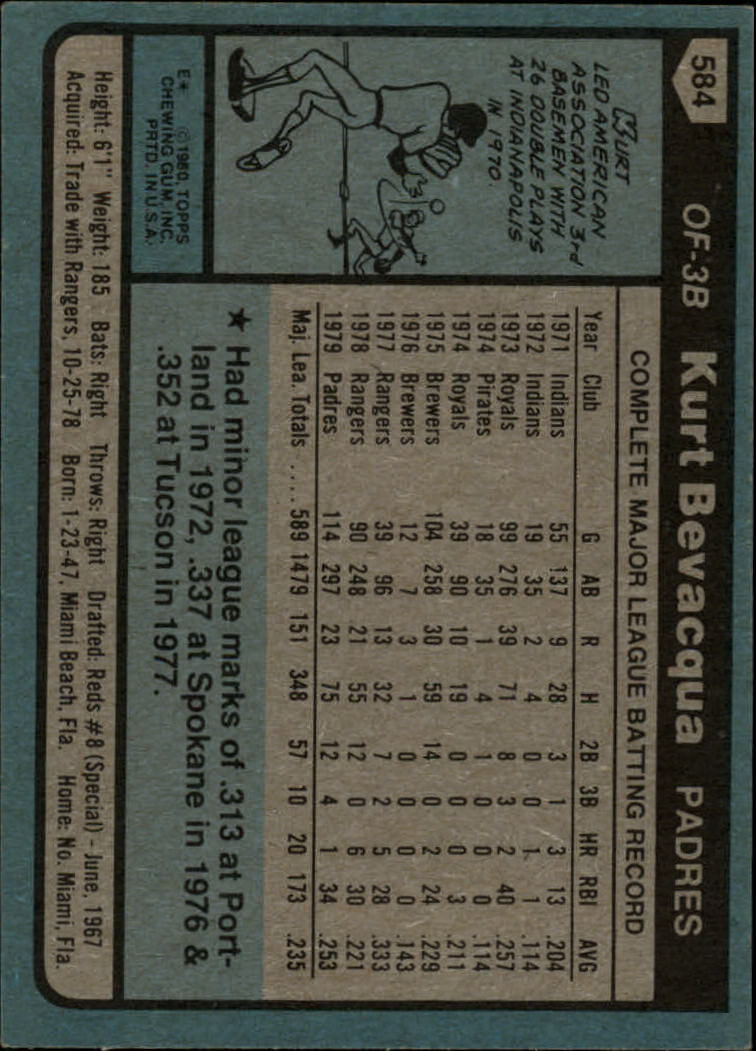 584 OF-3B Kurt Bevacqua PADRES
KURT
LED AMERICAN
ASSOCIATION 3rd
BASEMEN WITH
26 DOUBLE PLAYS
AT INDIANAPOLIS
IN 1970.
E* © 1980, TOPPS
CHEWING GUM, INC.
PRTD. IN U.S.A.
COMPLETE MAJOR LEAGUE BATTING RECORD
Year Club G AB R H 2B 3B HR RBI AVG
1971 Indians 55 137 9 28 3 1 3 13 .204
1972 Indians 19 35 2 4 0 0 1 1 .114
1973 Royals 99 276 39 71 8 3 2 40 .257
1974 Pirates 18 35 1 4 1 0 0 0 .114
1974 Royals 39 90 10 19 0 0 0 3 .211
1975 Brewers 104 258 30 59 14 0 2 24 .229
1976 Brewers 12 7 3 1 0 0 0 0 .143
1977 Rangers 39 96 13 32 7 2 5 28 .333
1978 Rangers 90 248 21 55 12 0 6 30 .221
1979 Padres 114 297 23 75 12 4 1 34 .253
Maj. Lea. Totals .... 589 1479 151 348 57 10 20 173 .235
★ Had minor league marks of .313 at Port-
land in 1972, .337 at Spokane in 1976 &
.352 at Tucson in 1977.
Height: 6'1" Weight: 185 Bats: Right Throws: Right Drafted: Reds #8 (Special) - June, 1967
Acquired: Trade with Rangers, 10-25-78 Born: 1-23-47, Miami Beach, Fla. Home: No. Miami, Fla.